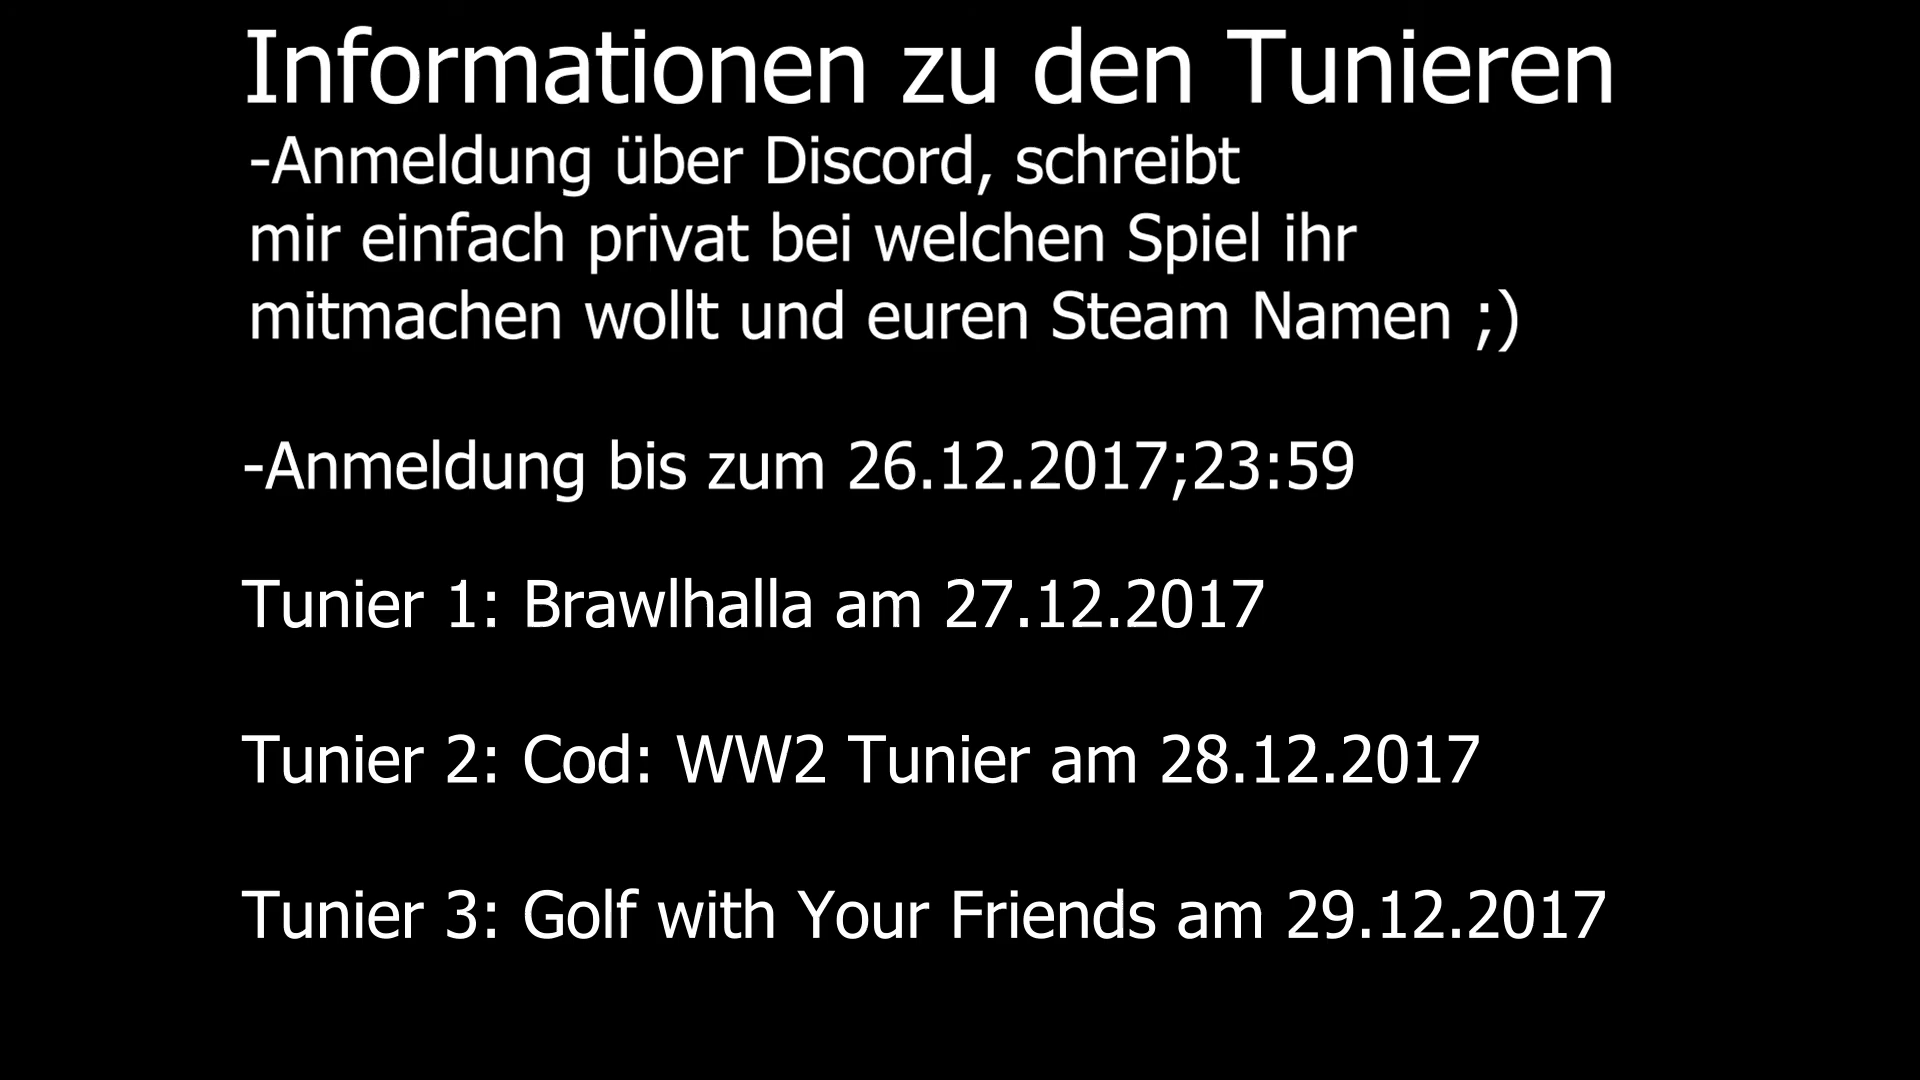 Informationen zu den Tunieren
-Anmeldung über Discord, schreibt
mir einfach privat bei welchen Spiel ihr
mitmachen wollt und euren Steam Namen ;)
-Anmeldung bis zum 26.12.2017;23:59
Tunier 1: Brawlhalla am 27.12.2017
Tunier 2: Cod: WW2 Tunier am 28.12.2017
Tunier 3: Golf with Your Friends am 29.12.2017